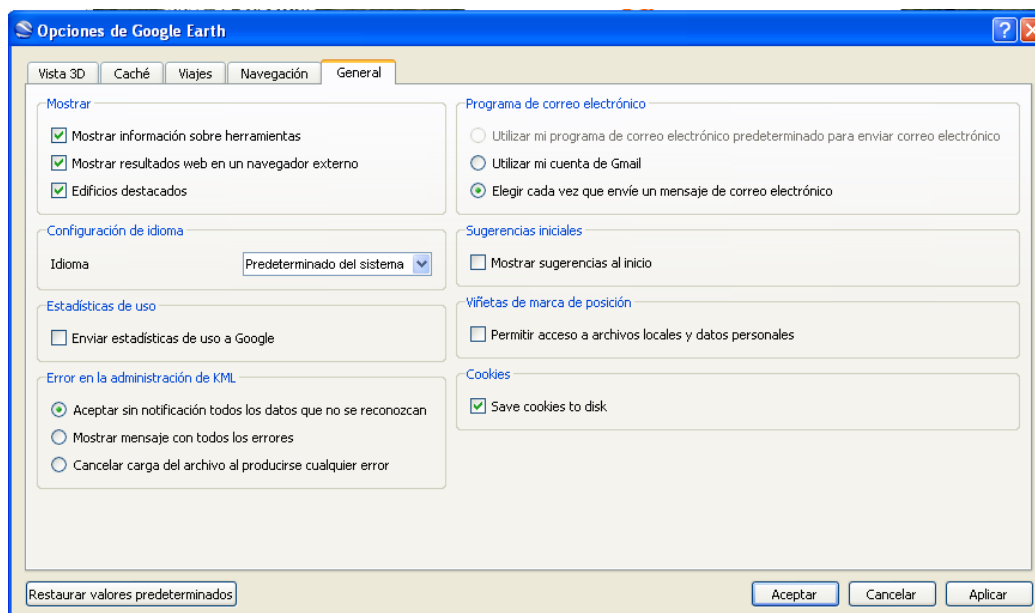 Opciones de Google Earth
Vista 3D
Caché
Viajes
Navegación
General
Mostrar
Mostrar información sobre herramientas
Mostrar resultados web en un navegador externo
Edificios destacados
Configuración de idioma
Idioma
Predeterminado del sistema
Estadísticas de uso
Enviar estadísticas de uso a Google
Error en la administración de KML
Aceptar sin notificación todos los datos que no se reconozcan
Mostrar mensaje con todos los errores
Cancelar carga del archivo al producirse cualquier error
Programa de correo electrónico
Utilizar mi programa de correo electrónico predeterminado para enviar correo electrónico
Utilizar mi cuenta de Gmail
Elegir cada vez que envíe un mensaje de correo electrónico
Sugerencias iniciales
Mostrar sugerencias al inicio
Viñetas de marca de posición
Permitir acceso a archivos locales y datos personales
Cookies
Save cookies to disk
Restaurar valores predeterminados
Aceptar
Cancelar
Aplicar